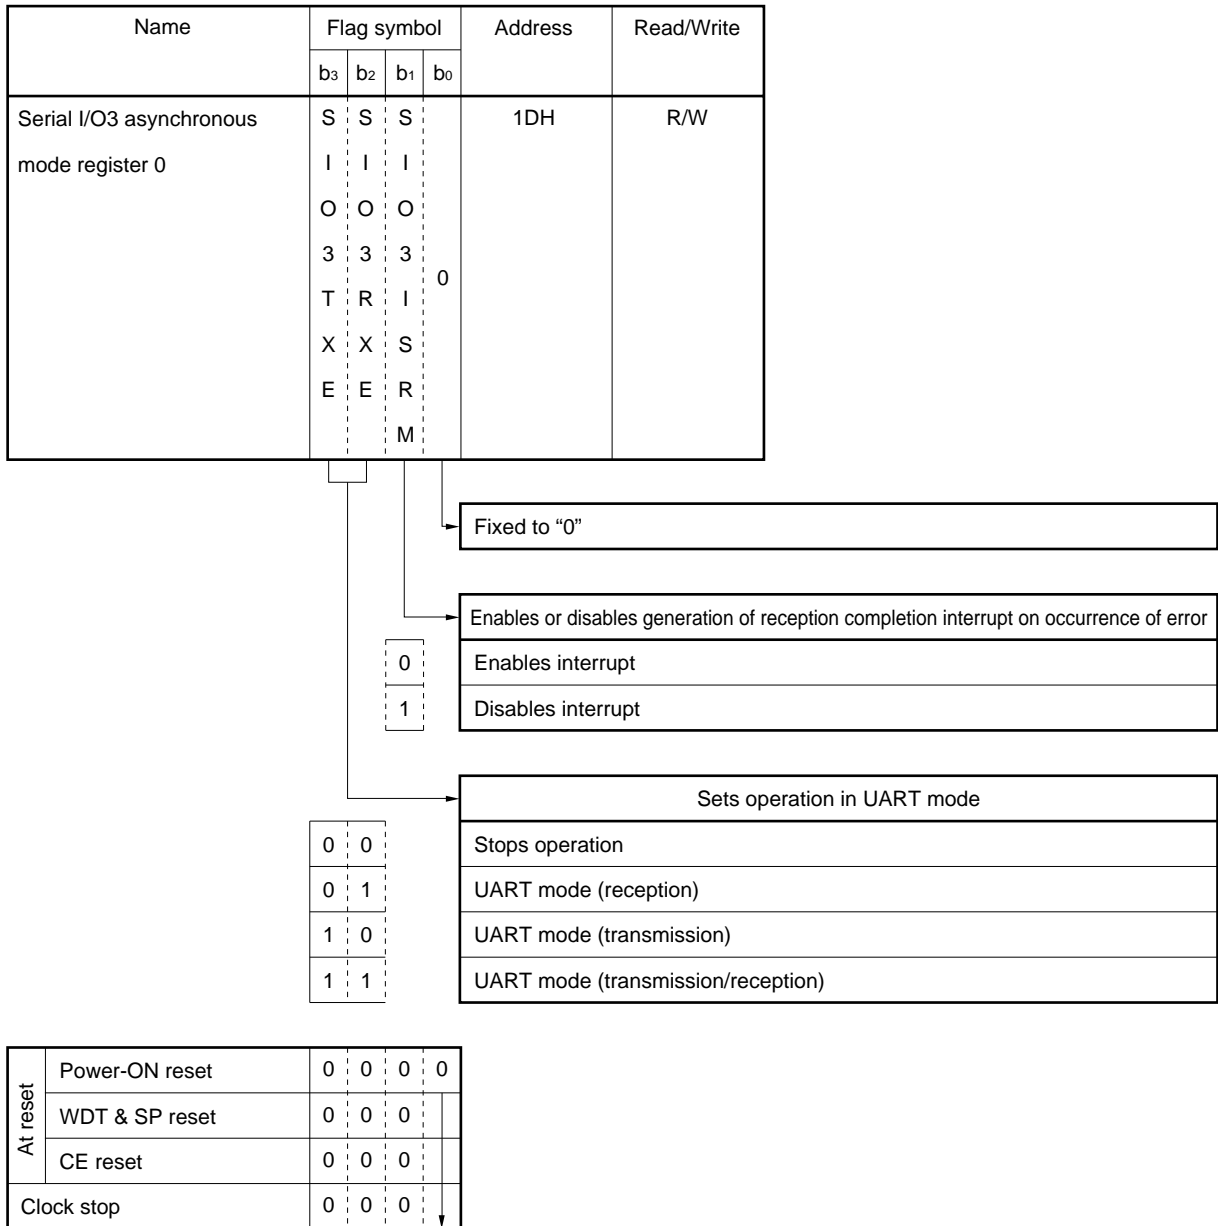 Name Flag symbol Address Read/Write
b3 b2 b1 b0
Serial I/O3 asynchronous S S S 1DH R/W
mode register 0 I I I
O O O
3 3 3
0
T R I
X X S
E E R
M
Fixed to “0”
Enables or disables generation of reception completion interrupt on occurrence of error
0 Enables interrupt
1 Disables interrupt
Sets operation in UART mode
0 0 Stops operation
0 1 UART mode (reception)
1 0 UART mode (transmission)
1 1 UART mode (transmission/reception)
At reset
Power-ON reset 0 0 0 0
WDT & SP reset 0 0 0
CE reset 0 0 0
Clock stop 0 0 0